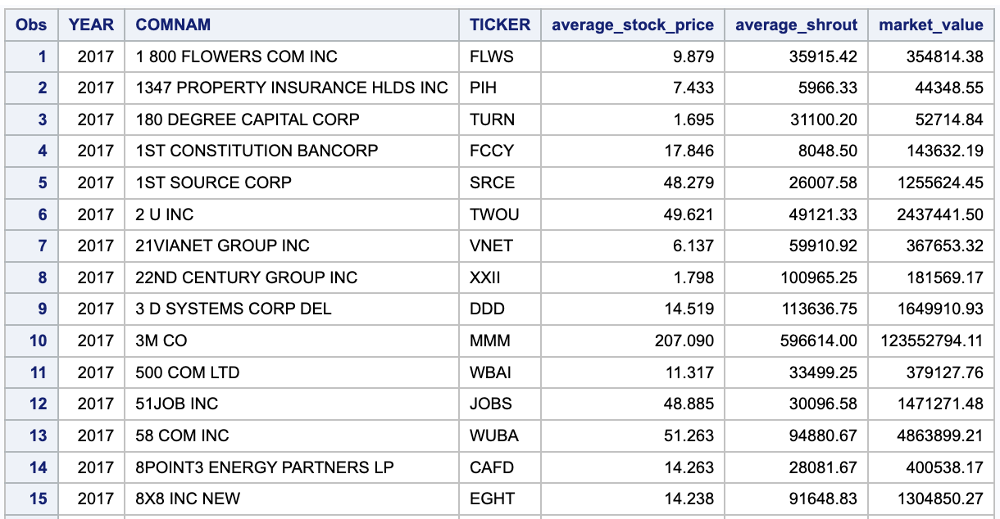 Obs YEAR COMNAM TICKER average_stock_price average_shrout market_value
1 2017 1 800 FLOWERS COM INC FLWS 9.879 35915.42 354814.38
2 2017 1347 PROPERTY INSURANCE HLDS INC PIH 7.433 5966.33 44348.55
3 2017 180 DEGREE CAPITAL CORP TURN 1.695 31100.20 52714.84
4 2017 1ST CONSTITUTION BANCORP FCCY 17.846 8048.50 143632.19
5 2017 1ST SOURCE CORP SRCE 48.279 26007.58 1255624.45
6 2017 2 U INC TWOU 49.621 49121.33 2437441.50
7 2017 21VIANET GROUP INC VNET 6.137 59910.92 367653.32
8 2017 22ND CENTURY GROUP INC XXII 1.798 100965.25 181569.17
9 2017 3 D SYSTEMS CORP DEL DDD 14.519 113636.75 1649910.93
10 2017 3M CO MMM 207.090 596614.00 123552794.11
11 2017 500 COM LTD WBAI 11.317 33499.25 379127.76
12 2017 51JOB INC JOBS 48.885 30096.58 1471271.48
13 2017 58 COM INC WUBA 51.263 94880.67 4863899.21
14 2017 8POINT3 ENERGY PARTNERS LP CAFD 14.263 28081.67 400538.17
15 2017 8X8 INC NEW EGHT 14.238 91648.83 1304850.27